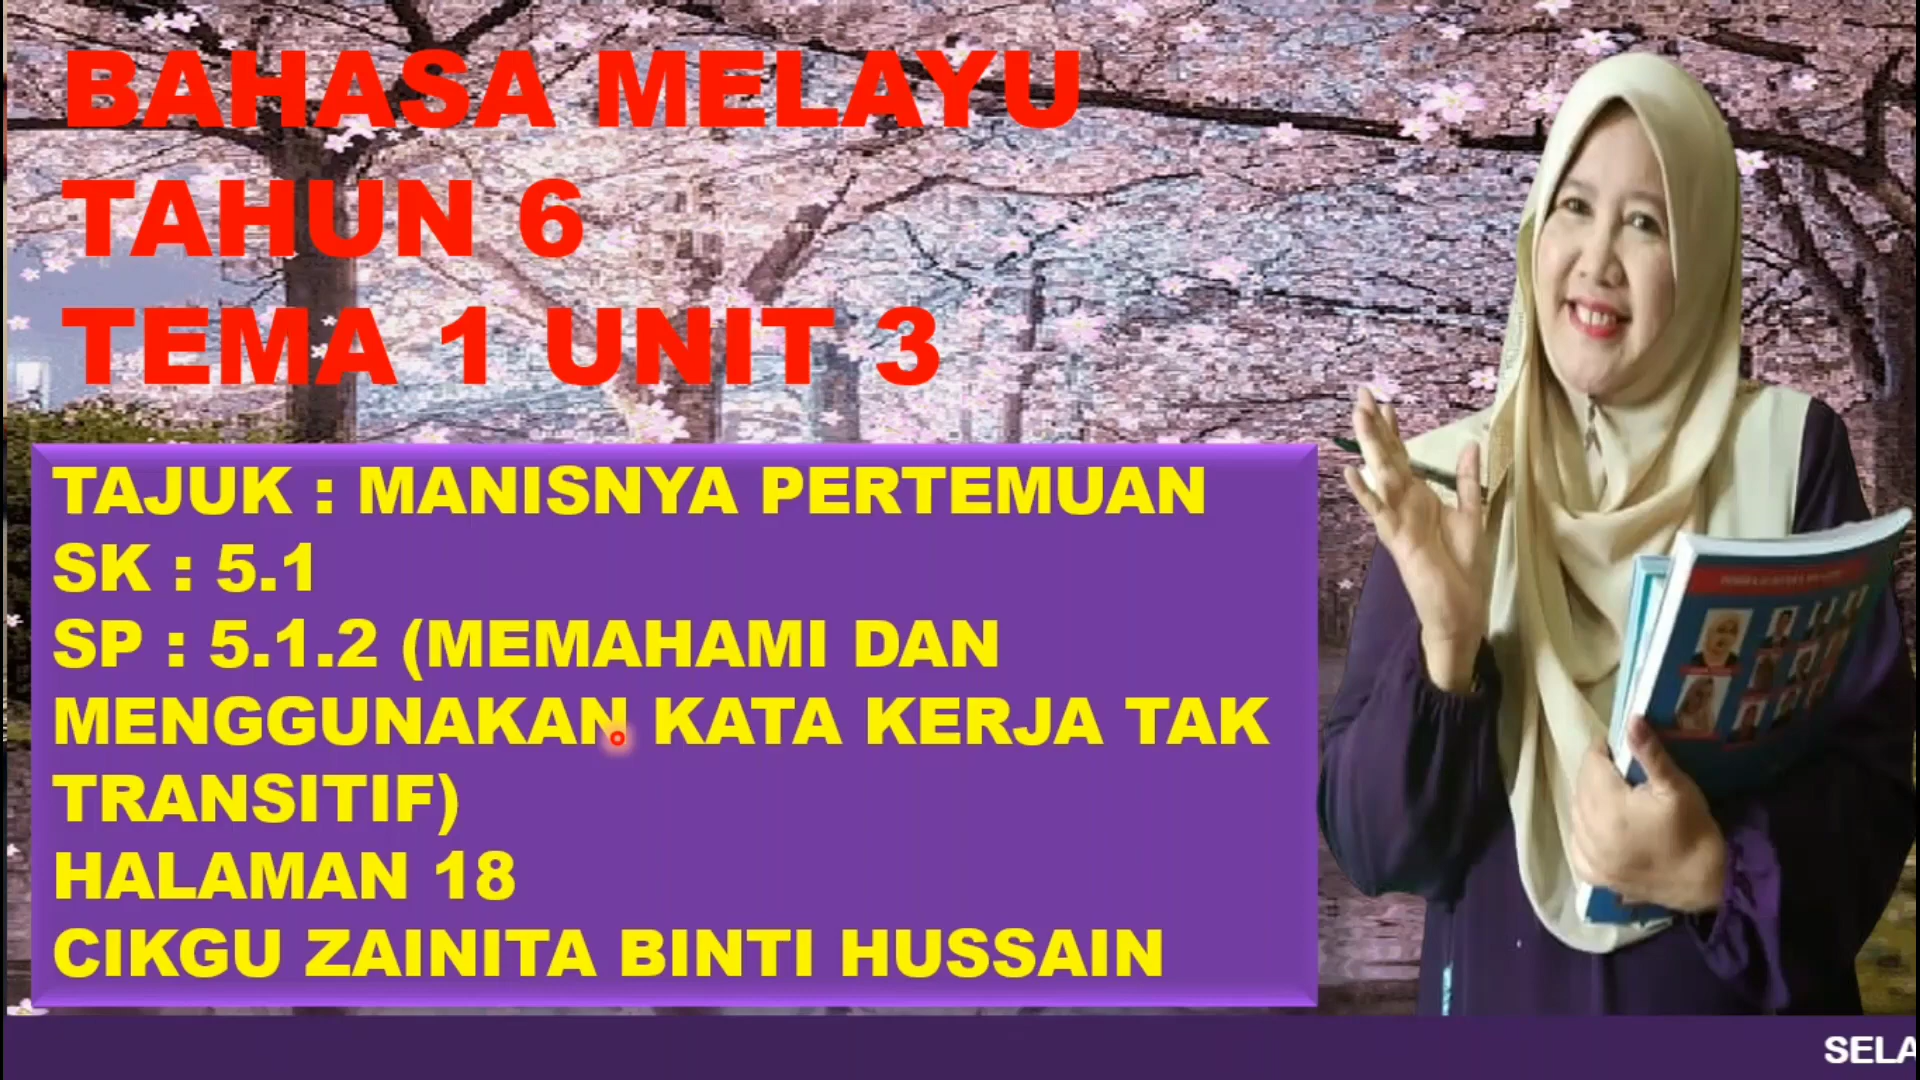 BAHASA MELAYU
TAHUN 6
TEMA 1 UNIT 3
TAJUK : MANISNYA PERTEMUAN
SK : 5.1
SP : 5.1.2 (MEMAHAMI DAN
MENGGUNAKAN KATA KERJA TAK
TRANSITIF)
HALAMAN 18
CIKGU ZAINITA BINTI HUSSAIN
SELA